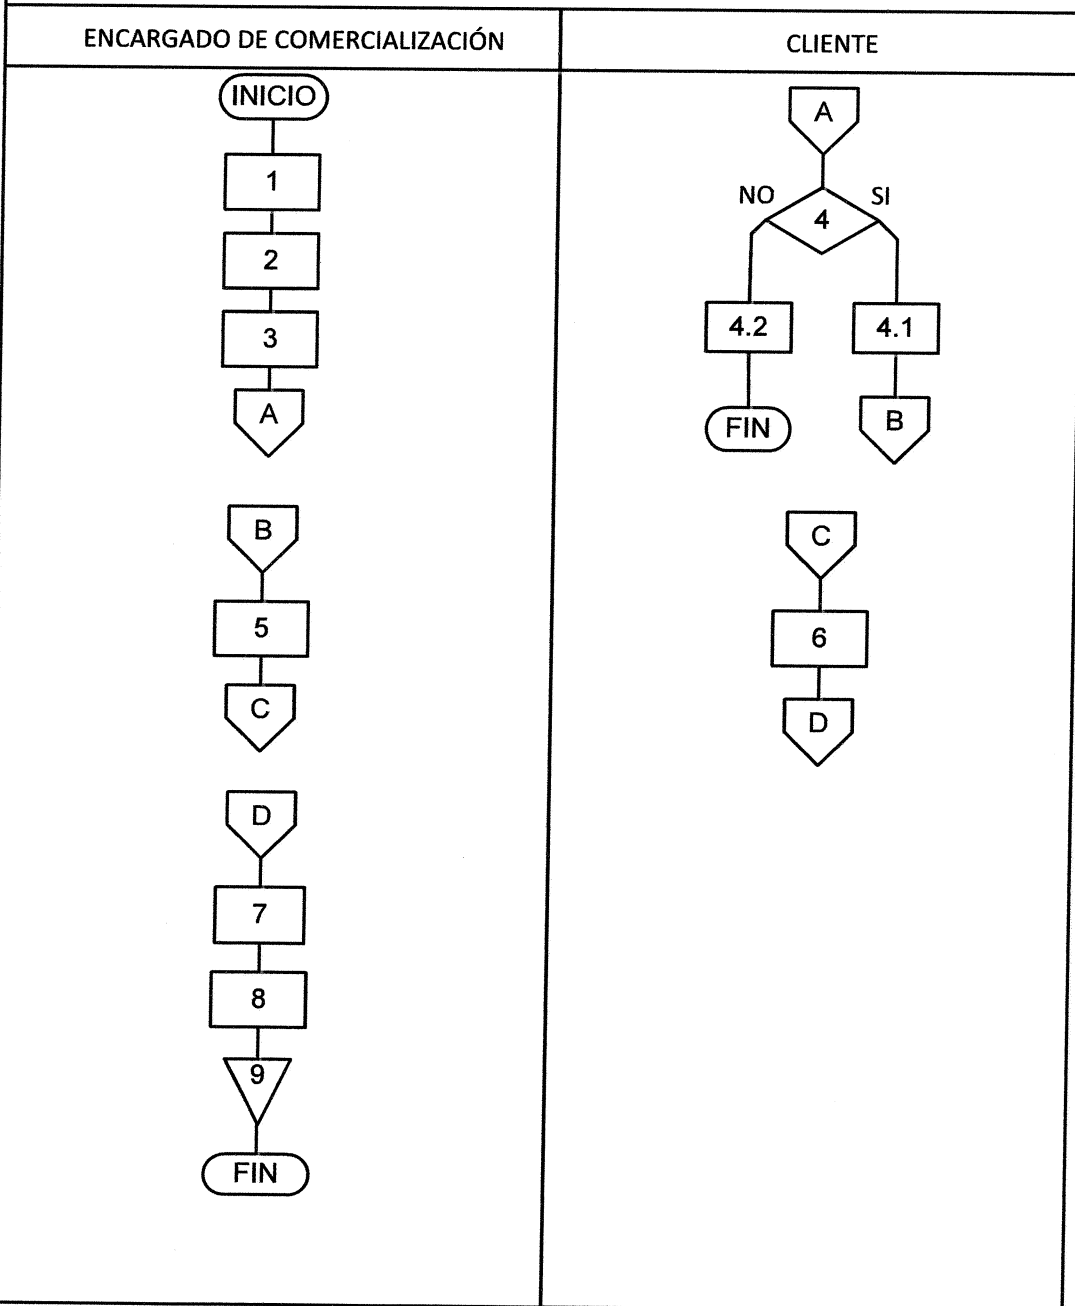 ENCARGADO DE COMERCIALIZACIÓN
CLIENTE
INICIO
1
2
3
A
B
5
C
D
7
8
9
FIN
A
NO
SI
4
4.2
4.1
FIN
B
C
6
D